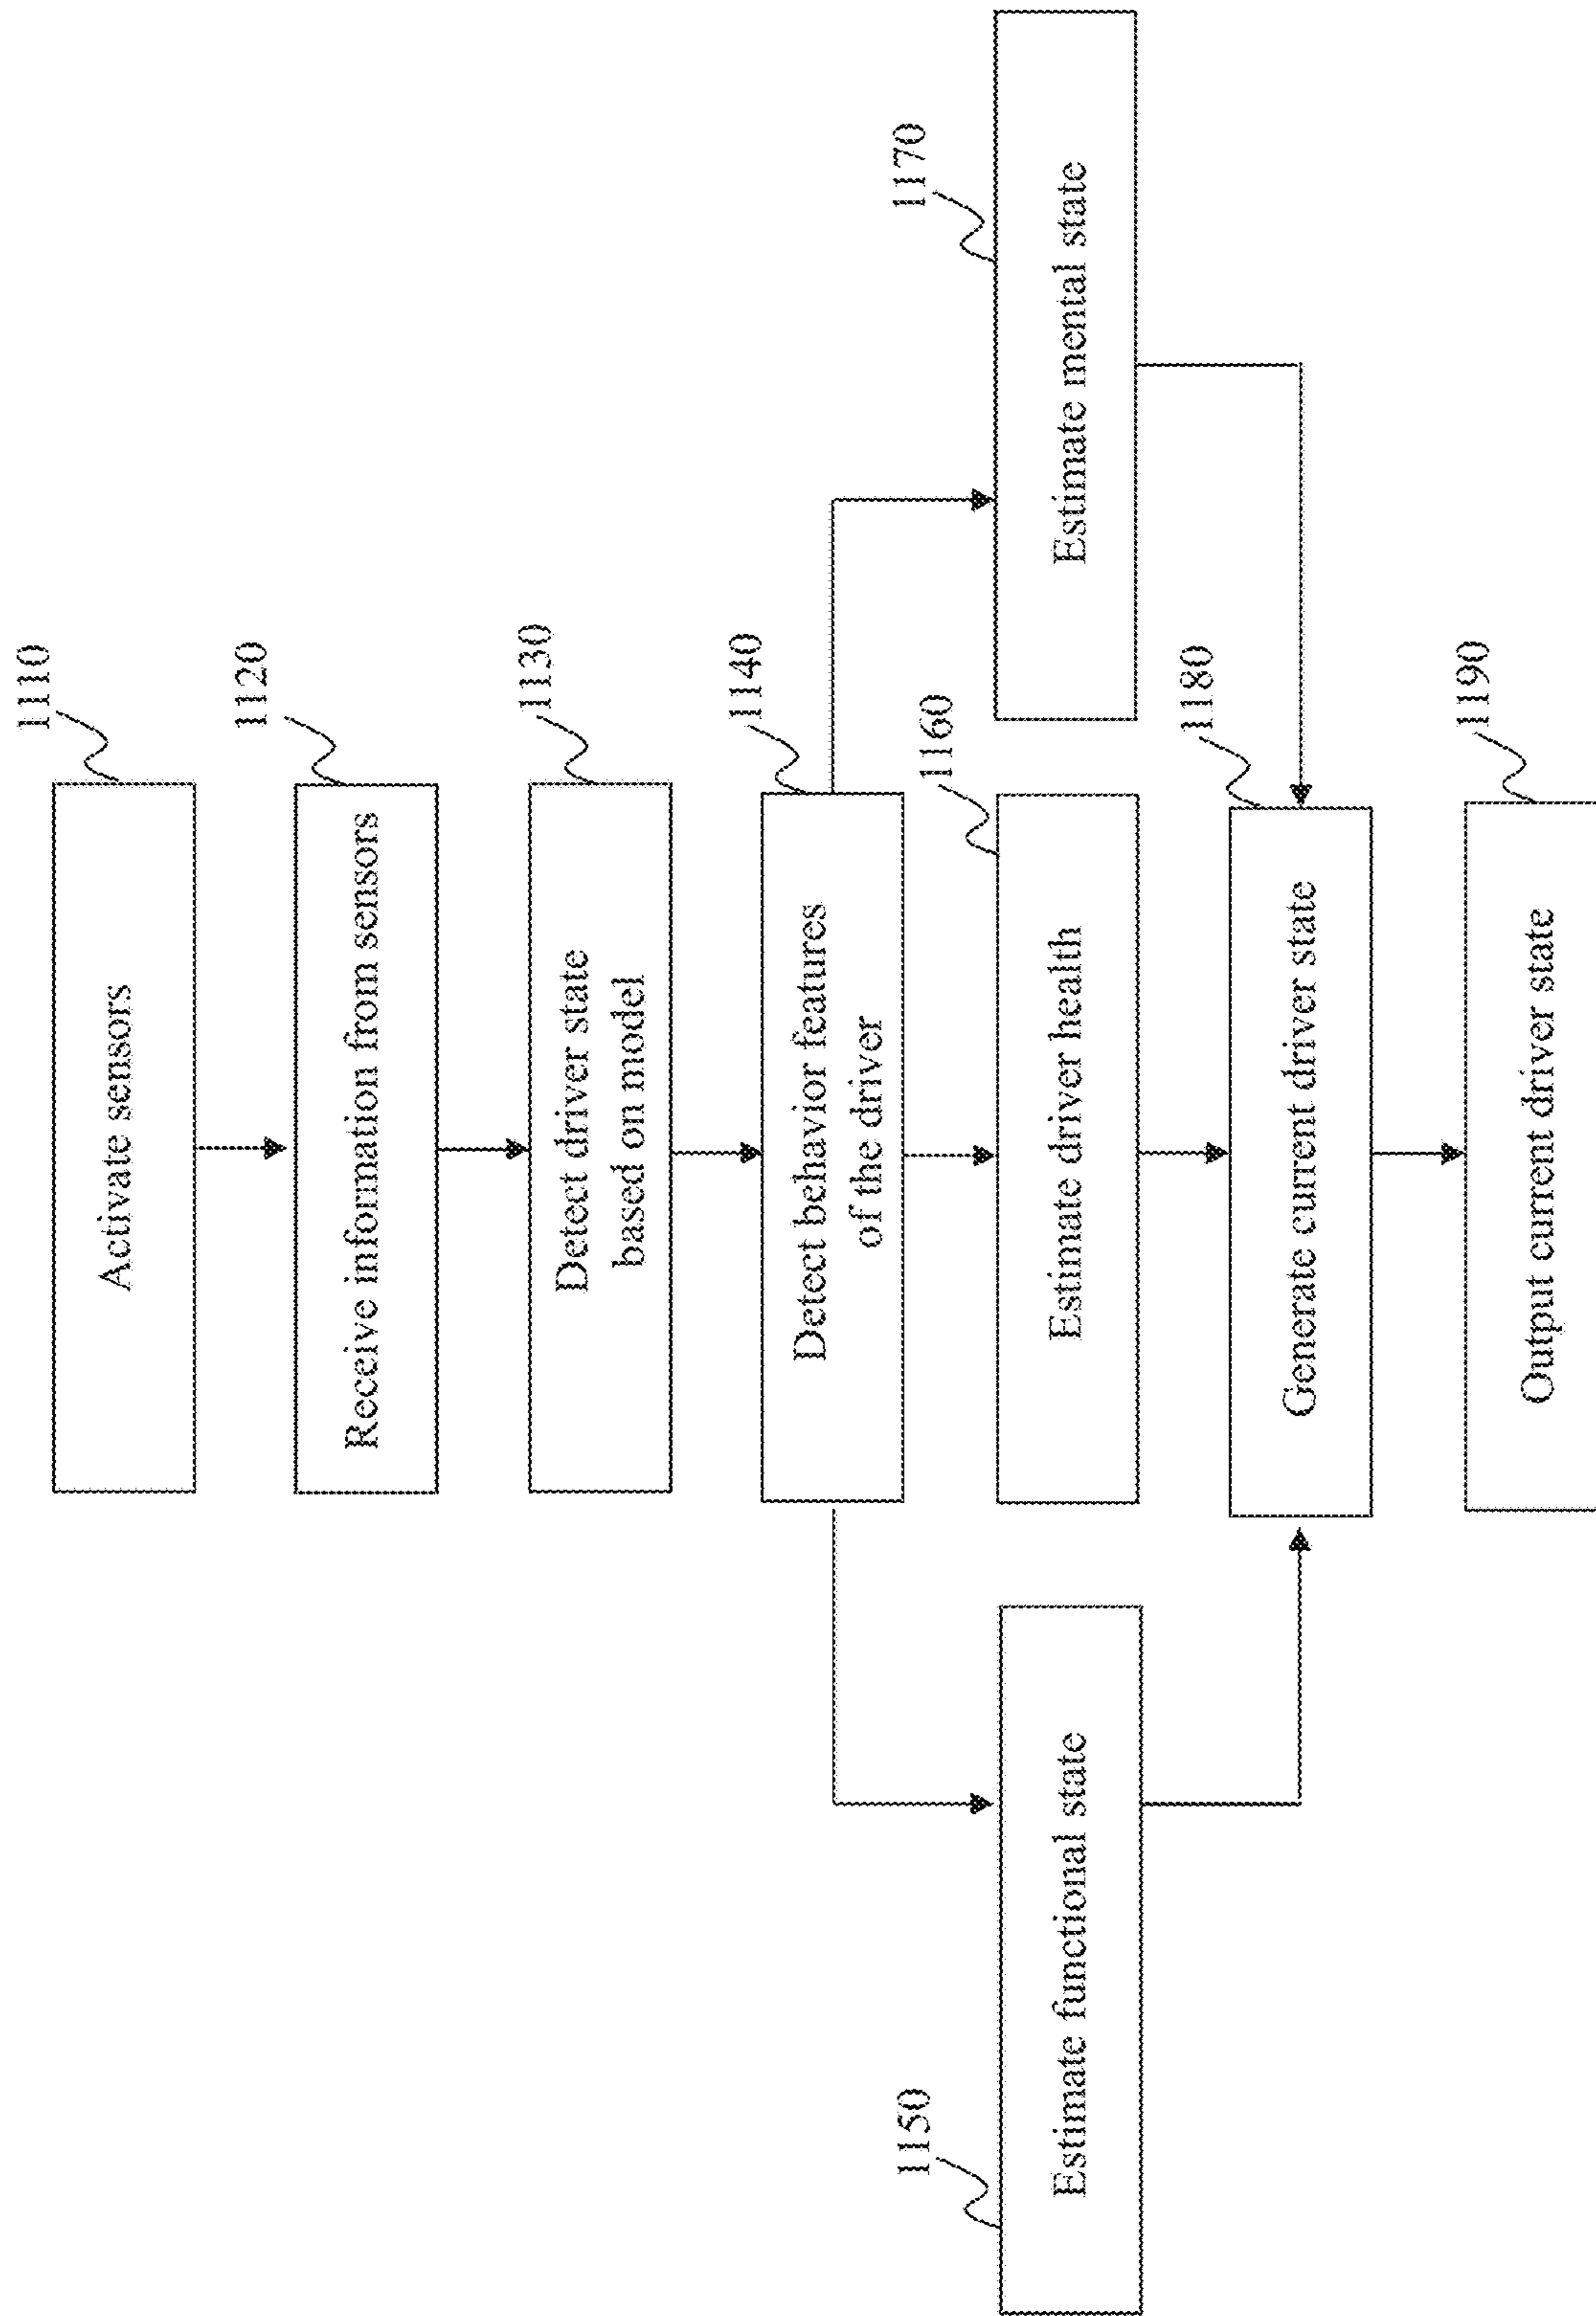 1110
Activate sensors
1120
Receive information from sensors
1130
Detect driver state
based on model
1140
Detect behavior features
of the driver
1150
Estimate functional state
1160
Estimate driver health
1170
Estimate mental state
1180
Generate current driver state
1190
Output current driver state